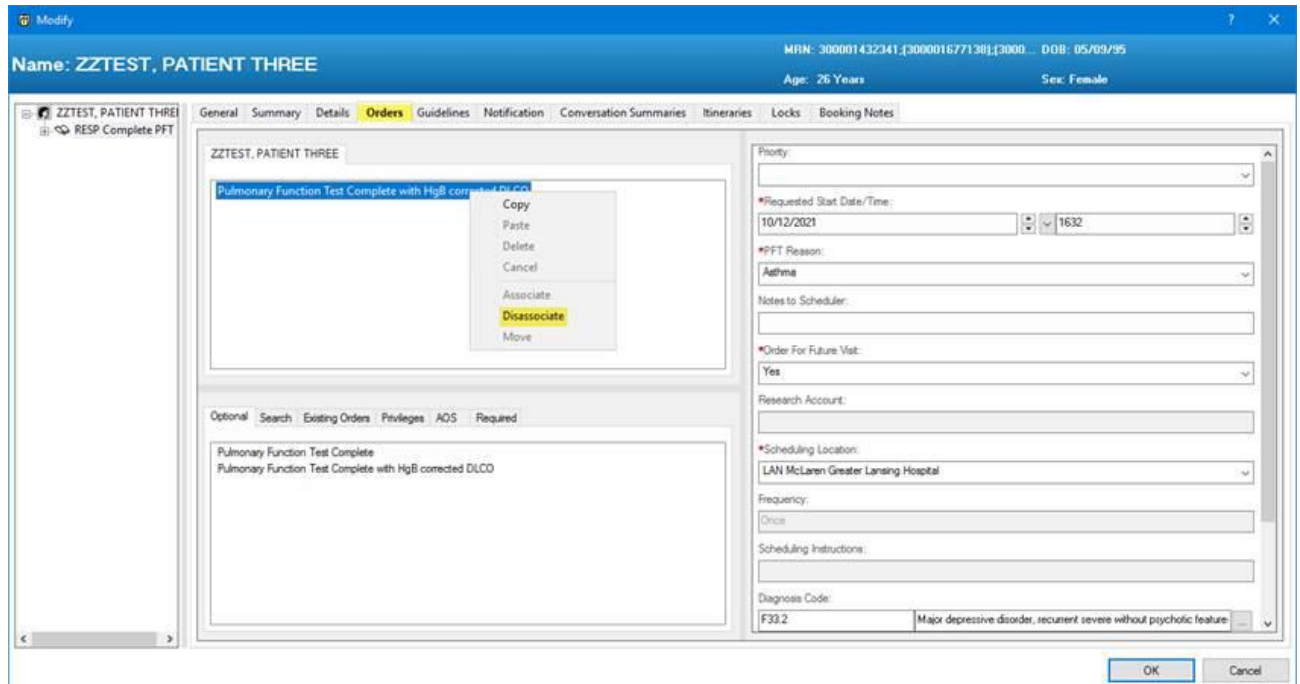 Modify
? ×
Name: ZZTEST, PATIENT THREE
MRN: 300001432341;{300001677138};{3000... DOB: 05/09/95
Age: 26 Years Sex: Female
ZZTEST, PATIENT THREE
RESP Complete PFT
General Summary Details Orders Guidelines Notification Conversation Summaries Itineraries Locks Booking Notes
ZZTEST, PATIENT THREE
Pulmonary Function Test Complete with HgB corrected DLCO
Copy
Paste
Delete
Cancel
Associate
Disassociate
Move
Optional Search Existing Orders Privileges AOS Required
Pulmonary Function Test Complete
Pulmonary Function Test Complete with HgB corrected DLCO
Priority:
*Requested Start Date/Time:
10/12/2021 1632
*PFT Reason:
Asthma
Notes to Scheduler:
*Order For Future Visit:
Yes
Research Account:
*Scheduling Location:
LAN McLaren Greater Lansing Hospital
Frequency:
Once
Scheduling Instructions:
Diagnosis Code:
F33.2 Major depressive disorder, recurrent severe without psychotic feature ...
OK Cancel